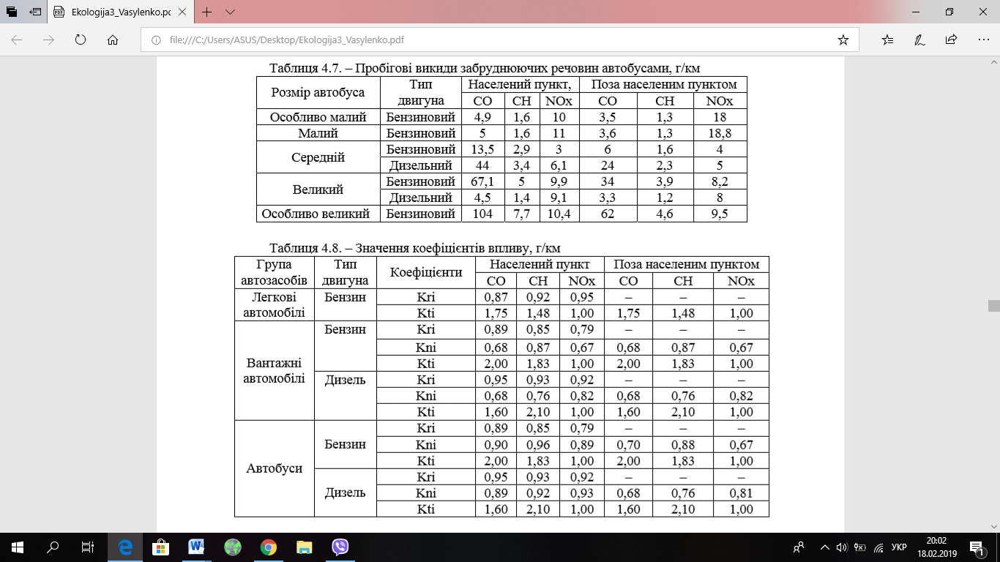 Ekologija3_Vasylenko.pd
file:///C:/Users/ASUS/Desktop/Ekologija3_Vasylenko.pdf
Таблиця 4.7. – Пробігові викиди забруднюючих речовин автобусами, г/км
Розмір автобуса Тип двигуна Населений пункт, Поза населеним пунктом
CO CH NOx CO CH NOx
Особливо малий Бензиновий 4,9 1,6 10 3,5 1,3 18
Малий Бензиновий 5 1,6 11 3,6 1,3 18,8
Середній Бензиновий 13,5 2,9 3 6 1,6 4
Дизельний 44 3,4 6,1 24 2,3 5
Великий Бензиновий 67,1 5 9,9 34 3,9 8,2
Дизельний 4,5 1,4 9,1 3,3 1,2 8
Особливо великий Бензиновий 104 7,7 10,4 62 4,6 9,5
Таблиця 4.8. – Значення коефіцієнтів впливу, г/км
Група автозасобів Тип двигуна Коефіцієнти Населений пункт Поза населеним пунктом
CO CH NOx CO CH NOx
Легкові автомобілі Бензин Kri 0,87 0,92 0,95 – – –
Kti 1,75 1,48 1,00 1,75 1,48 1,00
Вантажні автомобілі Бензин Kri 0,89 0,85 0,79 – – –
Kni 0,68 0,87 0,67 0,68 0,87 0,67
Kti 2,00 1,83 1,00 2,00 1,83 1,00
Дизель Kri 0,95 0,93 0,92 – – –
Kni 0,68 0,76 0,82 0,68 0,76 0,82
Kti 1,60 2,10 1,00 1,60 2,10 1,00
Автобуси Бензин Kri 0,89 0,85 0,79 – – –
Kni 0,90 0,96 0,89 0,70 0,88 0,67
Kti 2,00 1,83 1,00 2,00 1,83 1,00
Дизель Kri 0,95 0,93 0,92 – – –
Kni 0,89 0,92 0,93 0,68 0,76 0,81
Kti 1,60 2,10 1,00 1,60 2,10 1,00
УКР
20:02
18.02.2019
1